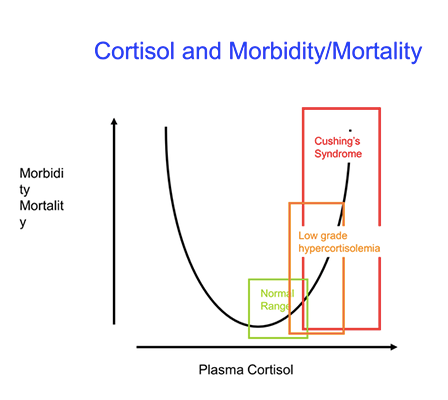 Cortisol and Morbidity/Mortality
Morbidi
ty
Mortalit
y
Cushing's
Syndrome
Low grade
hypercortisolemia
Normal
Range
Plasma Cortisol